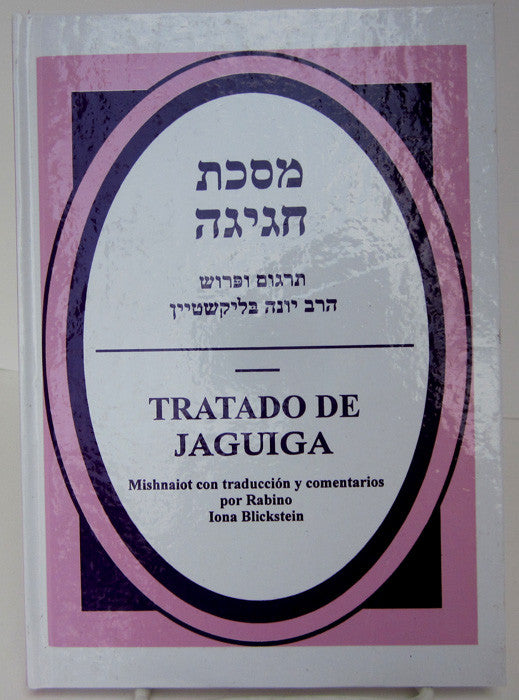 מסכת
חגיגה
תרגום ופרוש
הרב יונה בליקשטיין
TRATADO DE
JAGUIGA
Mishnaiot con traducción y comentarios
por Rabino
Iona Blickstein